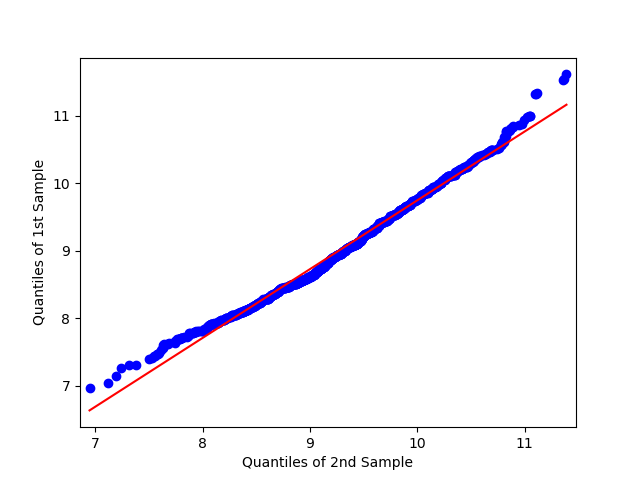 11
10
9
8
7
Quantiles of 1st Sample
7 8 9 10 11
Quantiles of 2nd Sample